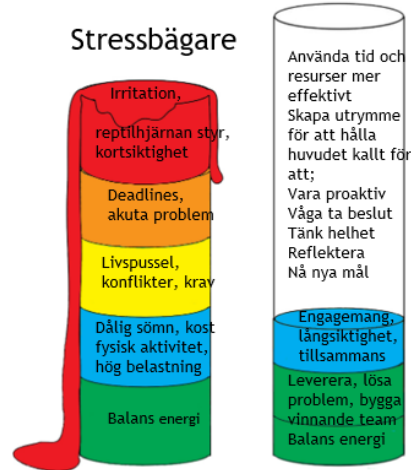 Stressbägare
Irritation,
reptilhjärnan styr,
kortsiktighet
Deadlines,
akuta problem
Livspussel,
konflikter, krav
Dålig sömn, kost
fysisk aktivitet,
hög belastning
Balans energi
Använda tid och
resurser mer
effektivt
Skapa utrymme
för att hålla
huvudet kallt för
att;
Vara proaktiv
Våga ta beslut
Tänk helhet
Reflektera
Nå nya mål
Engagemang,
långsiktighet,
tillsammans
Leverera, lösa
problem, bygga
vinnande team
Balans energi